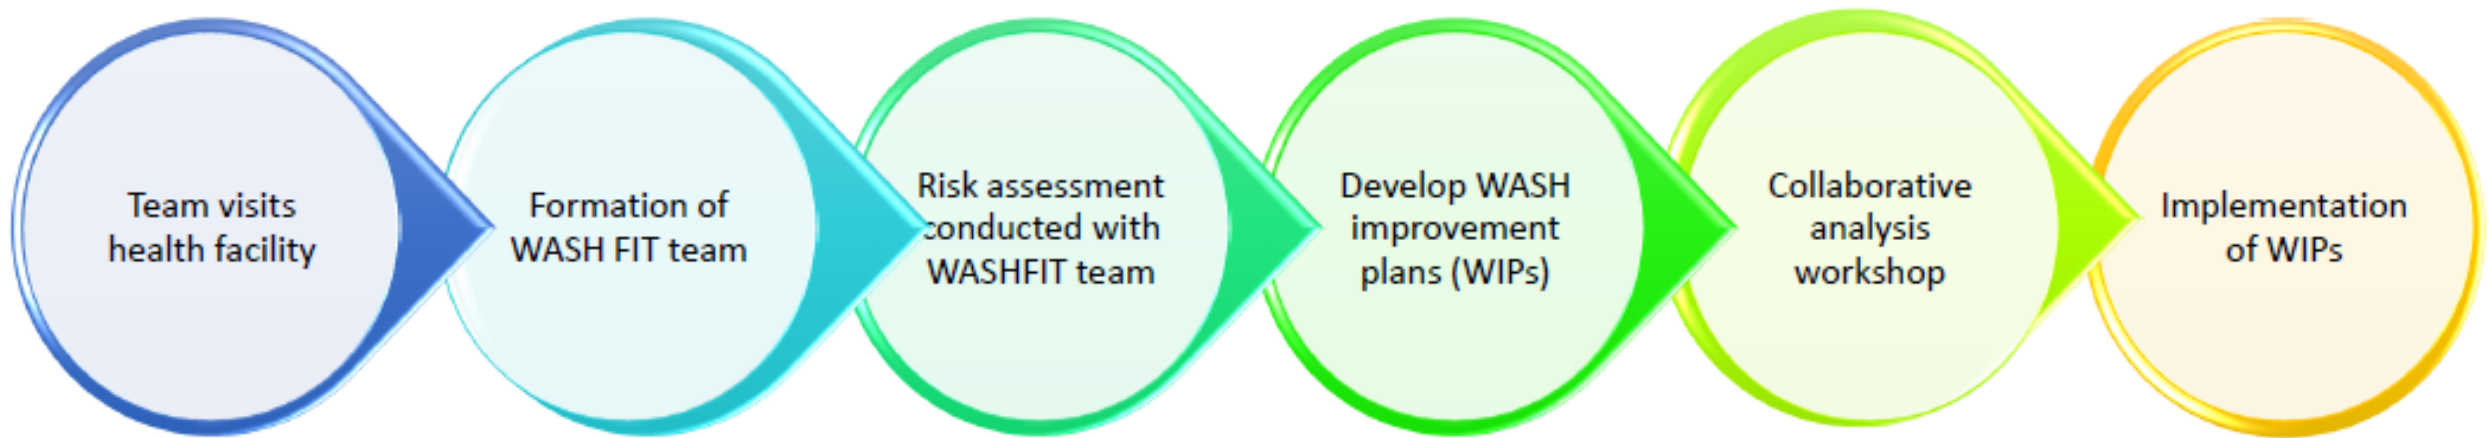 Team visits
health facility
Formation of
WASH FIT team
Risk assessment
conducted with
WASHFIT team
Develop WASH
improvement
plans (WIPs)
Collaborative
analysis
workshop
Implementation
of WIPs